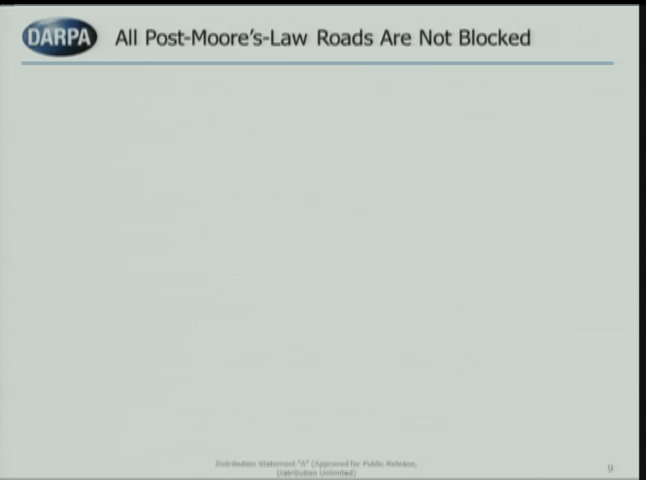 DARPA
All Post-Moore's-Law Roads Are Not Blocked
Distribution Statement "A" (Approved for Public Release,
Distribution Unlimited)
9